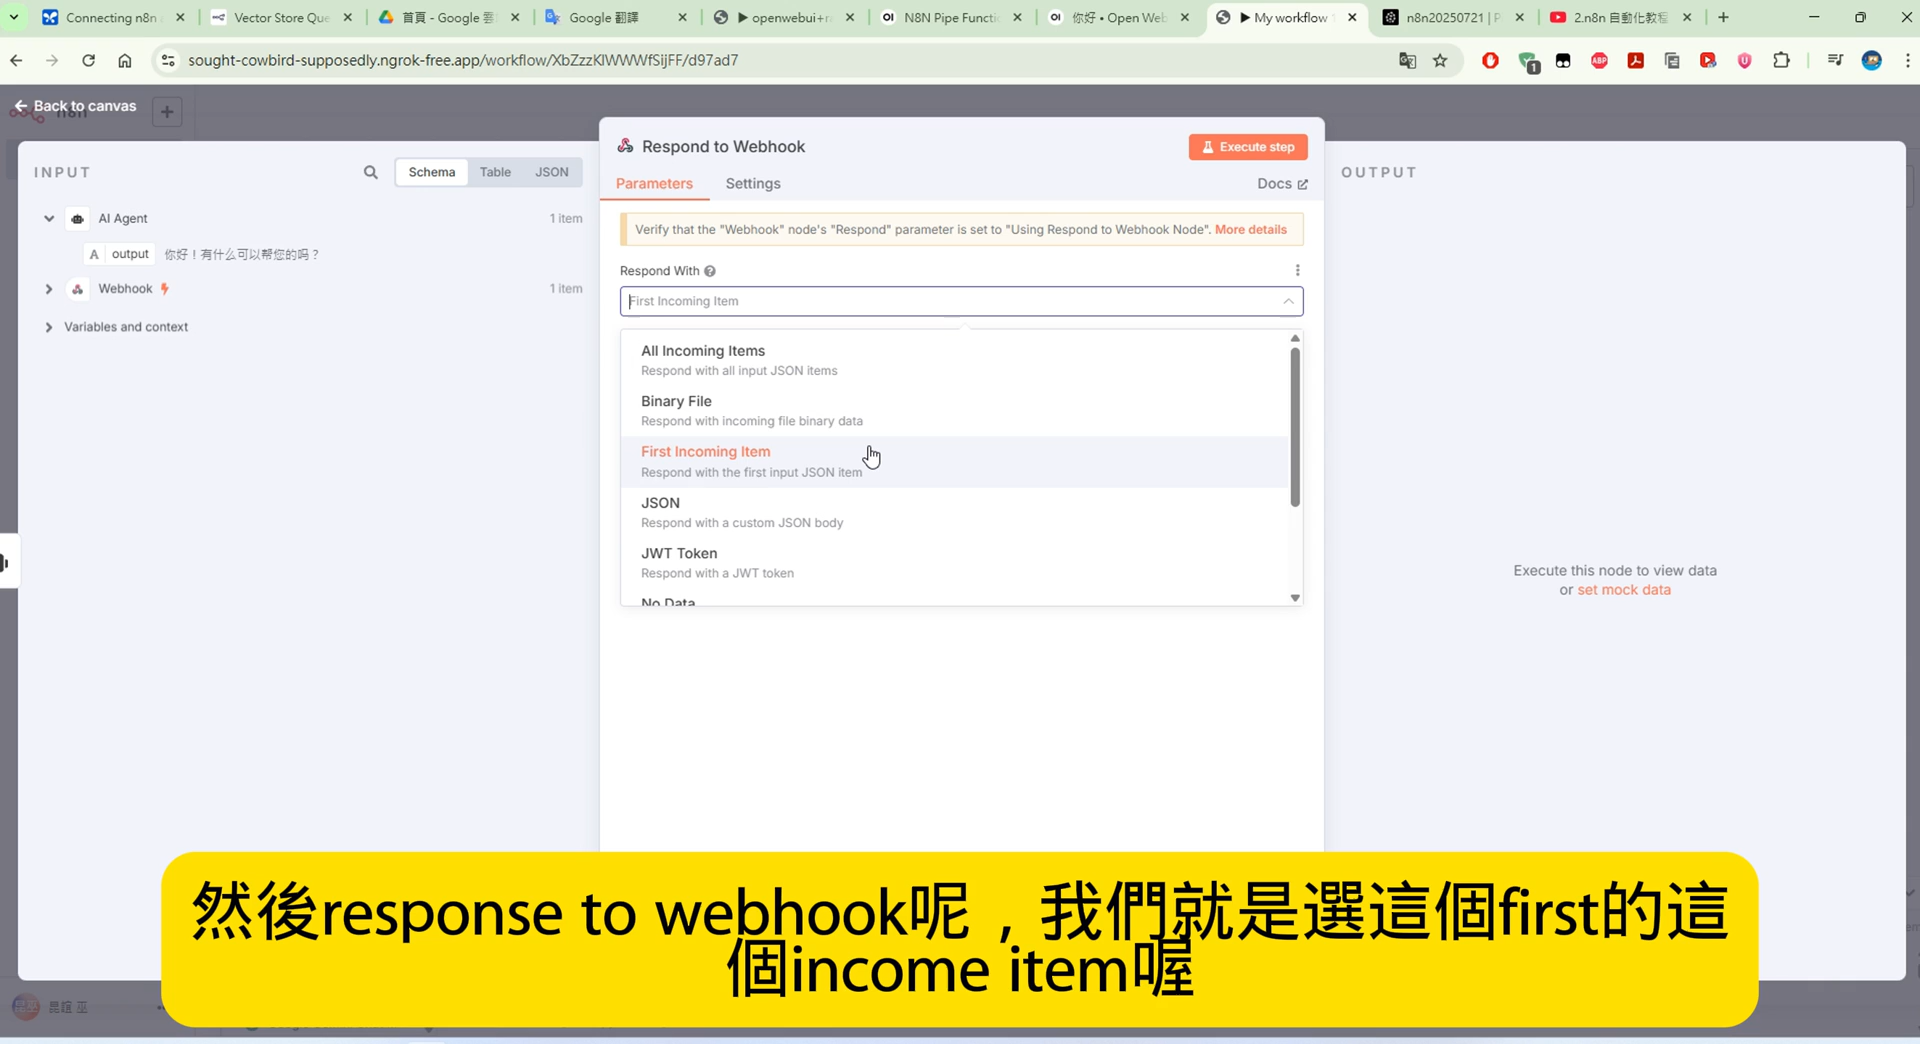 Connecting n8n
Vector Store Que
首頁 - Google 雲
Google 翻譯
▶ openwebui+r
N8N Pipe Functi
你好 • Open Web
▶ My workflow
n8n20250721 | P
2.n8n 自動化教程
sought-cowbird-supposedly.ngrok-free.app/workflow/XbZzzKlWWWfSijFF/d97ad7
ABP
1
Back to canvas
n8n
INPUT
Schema
Table
JSON
AI Agent
1 item
A output 你好！有什么可以帮您的吗？
Webhook
1 item
Variables and context
Respond to Webhook
Execute step
Parameters
Settings
Docs
Verify that the "Webhook" node's "Respond" parameter is set to "Using Respond to Webhook Node". More details
Respond With
First Incoming Item
All Incoming Items
Respond with all input JSON items
Binary File
Respond with incoming file binary data
First Incoming Item
Respond with the first input JSON item
JSON
Respond with a custom JSON body
JWT Token
Respond with a JWT token
No Data
OUTPUT
Execute this node to view data
or set mock data
然後response to webhook呢，我們就是選這個first的這
個income item喔